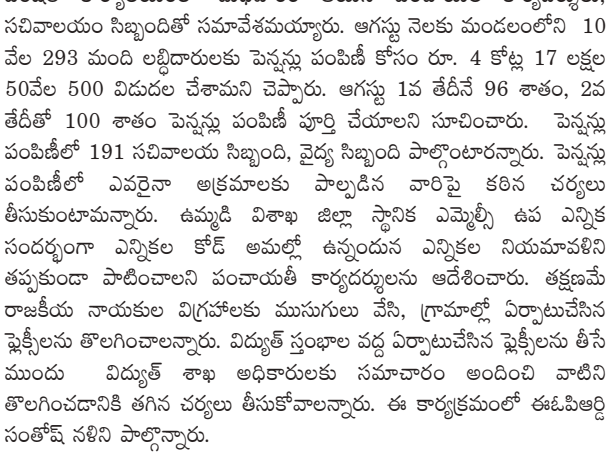 సచివాలయం సిబ్బందితో సమావేశమయ్యారు. ఆగస్టు నెలకు మండలంలోని 10
వేల 293 మంది లబ్ధిదారులకు పెన్షన్లు పంపిణీ కోసం రూ. 4 కోట్ల 17 లక్షల
50వేల 500 విడుదల చేశామని చెప్పారు. ఆగస్టు 1వ తేదీనే 96 శాతం, 2వ
తేదీతో 100 శాతం పెన్షన్లు పంపిణీ పూర్తి చేయాలని సూచించారు. పెన్షన్లు
పంపిణీలో 191 సచివాలయ సిబ్బంది, వైద్య సిబ్బంది పాల్గొంటారన్నారు. పెన్షన్లు
పంపిణీలో ఎవరైనా అక్రమాలకు పాల్పడిన వారిపై కఠిన చర్యలు
తీసుకుంటామన్నారు. ఉమ్మడి విశాఖ జిల్లా స్థానిక ఎమ్మెల్సీ ఉప ఎన్నిక
సందర్భంగా ఎన్నికల కోడ్ అమల్లో ఉన్నందున ఎన్నికల నియమావళిని
తప్పకుండా పాటించాలని పంచాయతీ కార్యదర్శులను ఆదేశించారు. తక్షణమే
రాజకీయ నాయకుల విగ్రహాలకు ముసుగులు వేసి, గ్రామాల్లో ఏర్పాటుచేసిన
ఫ్లెక్సీలను తొలగించాలన్నారు. విద్యుత్ స్తంభాల వద్ద ఏర్పాటుచేసిన ఫ్లెక్సీలను తీసే
ముందు విద్యుత్ శాఖ అధికారులకు సమాచారం అందించి వాటిని
తొలగించడానికి తగిన చర్యలు తీసుకోవాలన్నారు. ఈ కార్యక్రమంలో ఈఓపిఆర్డి
సంతోష్ నళిని పాల్గొన్నారు.